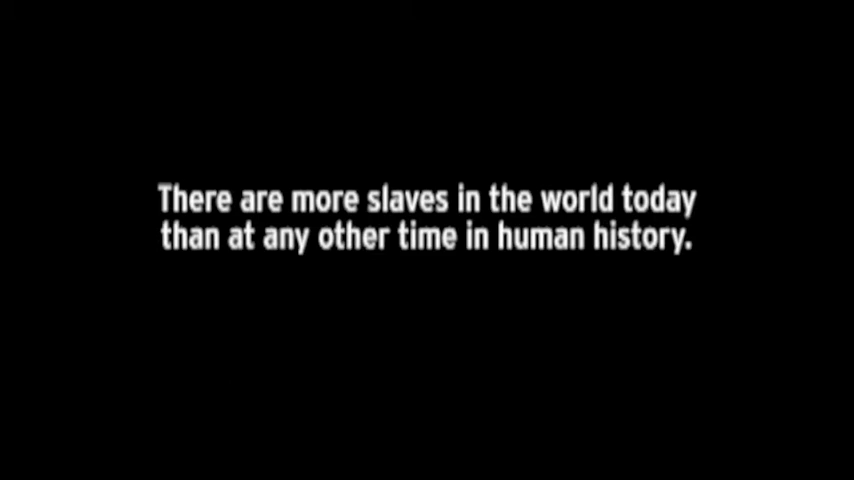 There are more slaves in the world today
than at any other time in human history.